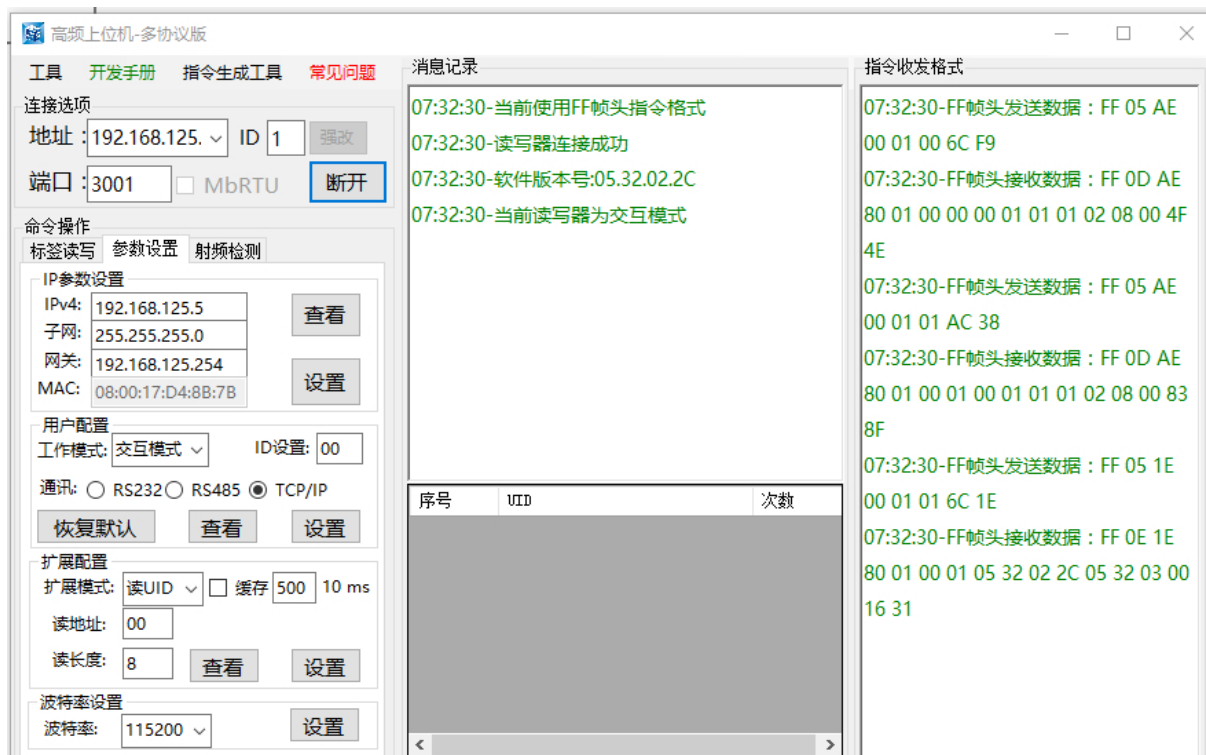 高频上位机-多协议版
工具 开发手册 指令生成工具 常见问题
连接选项
地址： 192.168.125. ID 1 强改
端口： 3001 MbRTU 断开
命令操作
标签读写 参数设置 射频检测
IP参数设置
IPv4: 192.168.125.5 查看
子网: 255.255.255.0
网关: 192.168.125.254
MAC: 08:00:17:D4:8B:7B 设置
用户配置
工作模式: 交互模式 ID设置: 00
通讯: RS232 RS485 TCP/IP
恢复默认 查看 设置
扩展配置
扩展模式: 读UID 缓存 500 10 ms
读地址: 00
读长度: 8 查看 设置
波特率设置
波特率: 115200 设置
消息记录
07:32:30-当前使用FF帧头指令格式
07:32:30-读写器连接成功
07:32:30-软件版本号:05.32.02.2C
07:32:30-当前读写器为交互模式
序号 UID 次数
指令收发格式
07:32:30-FF帧头发送数据：FF 05 AE
00 01 00 6C F9
07:32:30-FF帧头接收数据：FF 0D AE
80 01 00 00 00 01 01 01 02 08 00 4F
4E
07:32:30-FF帧头发送数据：FF 05 AE
00 01 01 AC 38
07:32:30-FF帧头接收数据：FF 0D AE
80 01 00 01 00 01 01 01 02 08 00 83
8F
07:32:30-FF帧头发送数据：FF 05 1E
00 01 01 6C 1E
07:32:30-FF帧头接收数据：FF 0E 1E
80 01 00 01 05 32 02 2C 05 32 03 00
16 31